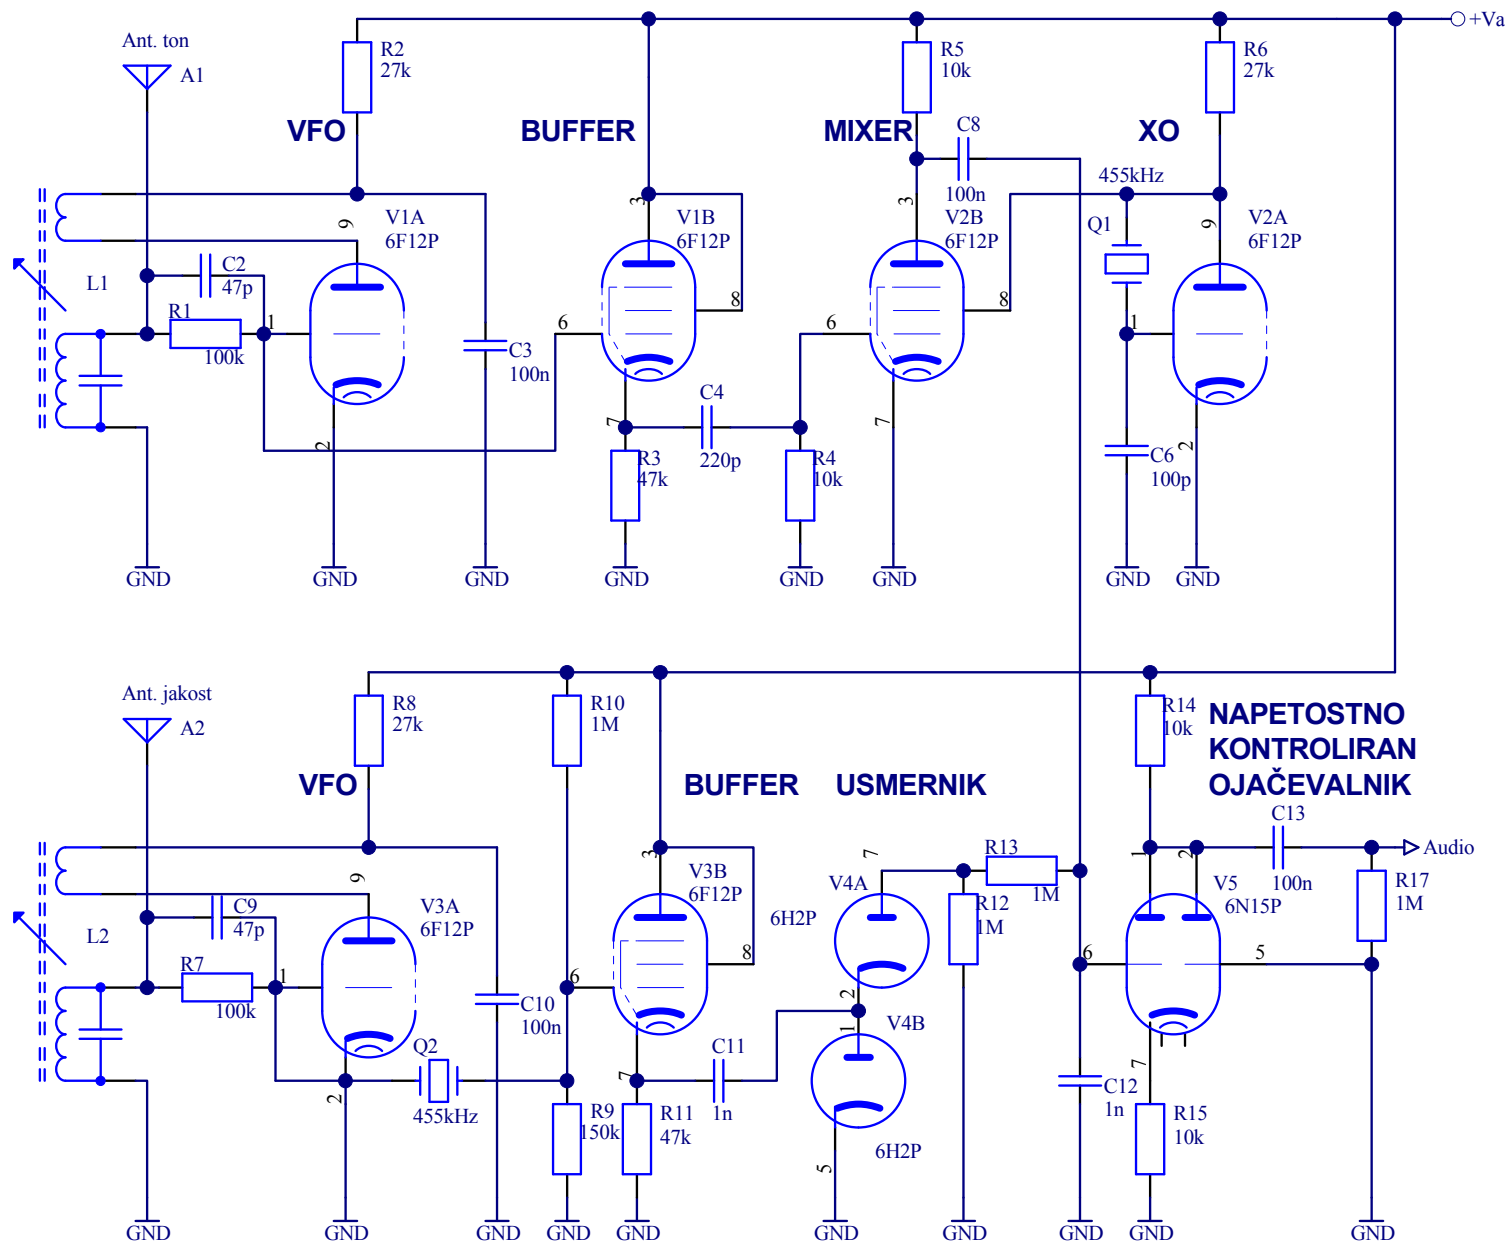 +Va
Ant. ton
A1
R2
27k
R5
10k
R6
27k
VFO
BUFFER
MIXER
XO
C8
100n
455kHz
Q1
9
V1A
6F12P
3
V1B
6F12P
3
V2B
6F12P
9
V2A
6F12P
L1
C2
47p
R1
100k
1
8
8
6
6
1
C3
100n
2
7
C4
220p
R3
47k
R4
10k
7
C6
100p
2
GND
GND
GND
GND
GND
GND
GND
GND
Ant. jakost
A2
R8
27k
R10
1M
R14
10k
NAPETOSTNO
KONTROLIRAN
OJAČEVALNIK
VFO
BUFFER
USMERNIK
C13
100n
Audio
9
V3A
6F12P
3
V3B
6F12P
7
V4A
6H2P
R13
1M
R12
1M
1
2
V5
6N15P
R17
1M
L2
C9
47p
R7
100k
1
6
8
6
5
C10
100n
2
1
V4B
6H2P
Q2
455kHz
2
7
C11
1n
R9
150k
R11
47k
5
C12
1n
7
R15
10k
GND
GND
GND
GND
GND
GND
GND
GND
GND
GND